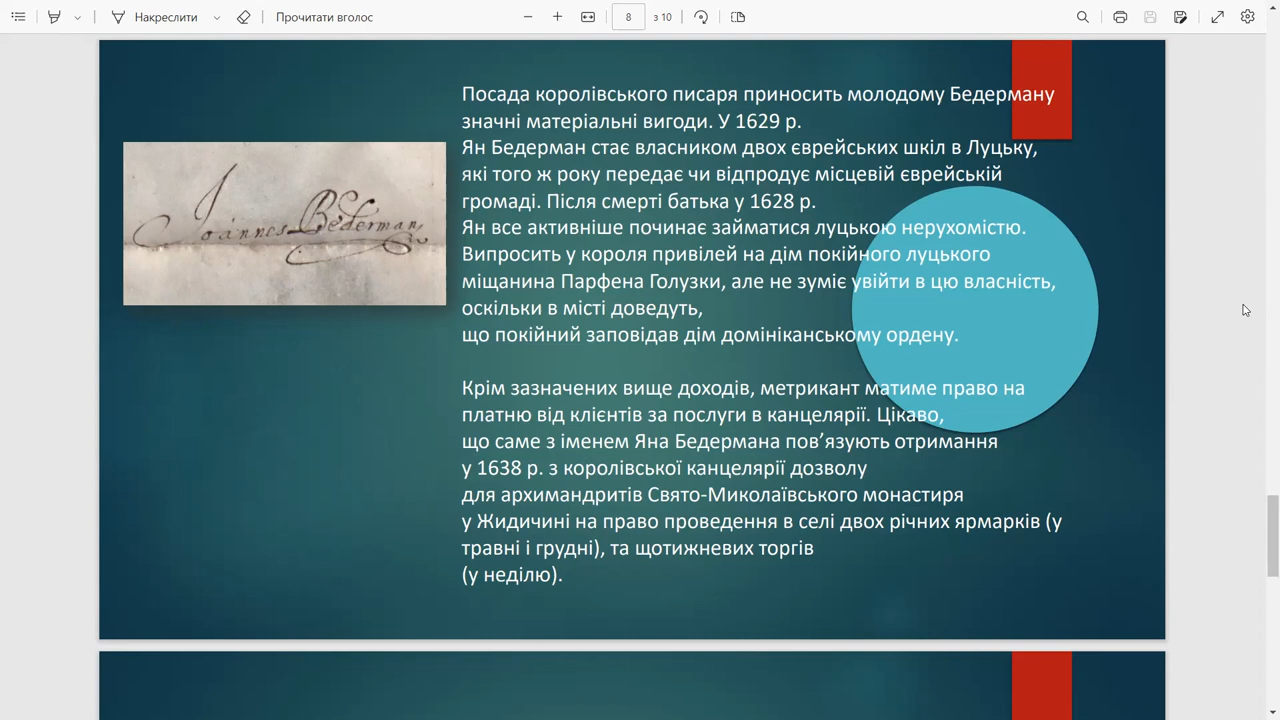 Накреслити
Прочитати вголос
8
з 10
Посада королівського писаря приносить молодому Бедерману
значні матеріальні вигоди. У 1629 р.
Ян Бедерман стає власником двох єврейських шкіл в Луцьку,
які того ж року передає чи відпродує місцевій єврейській
громаді. Після смерті батька у 1628 р.
Ян все активніше починає займатися луцькою нерухомістю.
Випросить у короля привілей на дім покійного луцького
міщанина Парфена Голузки, але не зуміє увійти в цю власність,
оскільки в місті доведуть,
що покійний заповідав дім домініканському ордену.
Крім зазначених вище доходів, метрикант матиме право на
платню від клієнтів за послуги в канцелярії. Цікаво,
що саме з іменем Яна Бедермана пов’язують отримання
у 1638 р. з королівської канцелярії дозволу
для архимандритів Свято-Миколаївського монастиря
у Жидичині на право проведення в селі двох річних ярмарків (у
травні і грудні), та щотижневих торгів
(у неділю).
Joannes Bederman